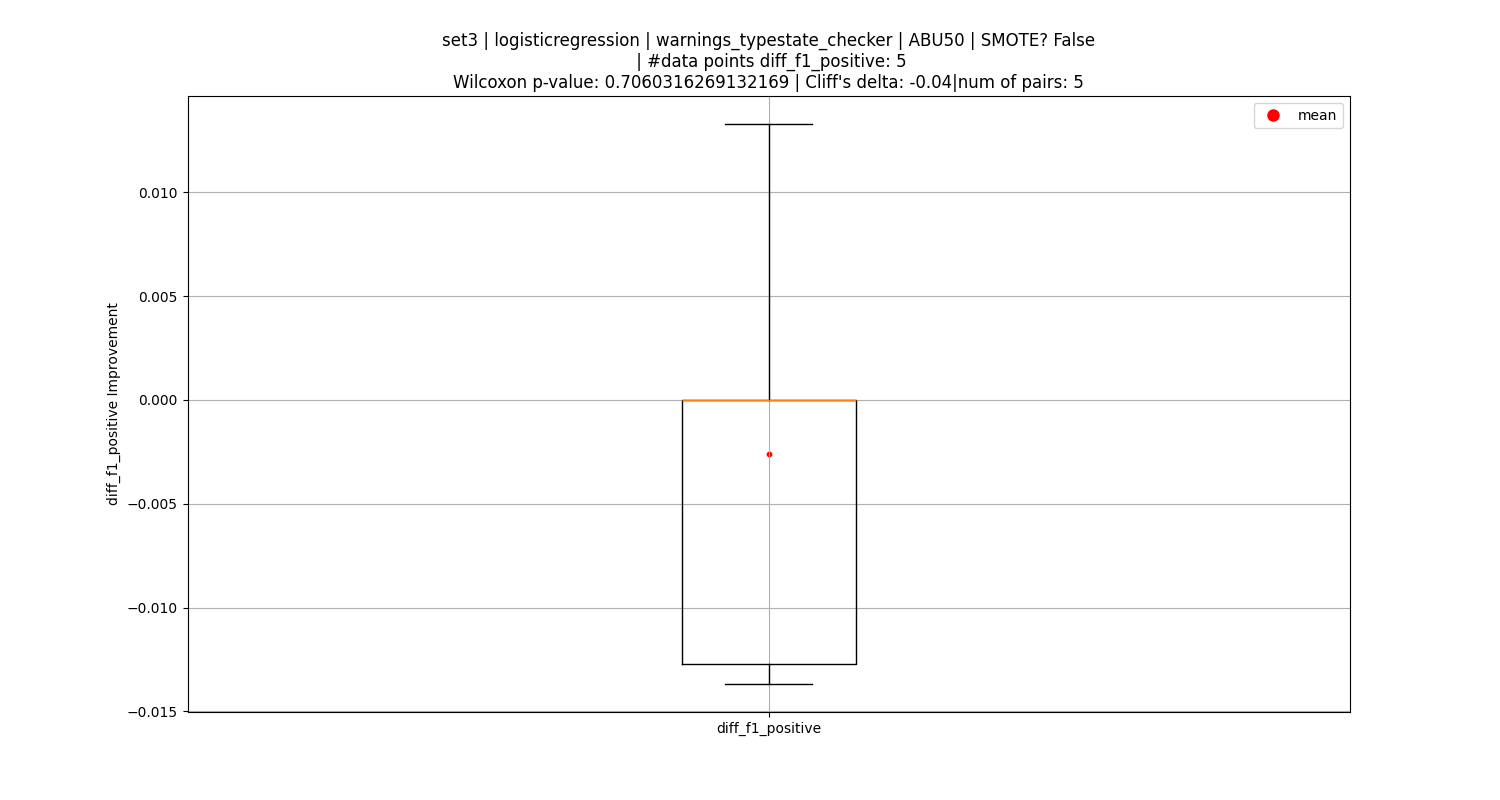 set3 | logisticregression | warnings_typestate_checker | ABU50 | SMOTE? False
| #data points diff_f1_positive: 5
Wilcoxon p-value: 0.7060316269132169 | Cliff's delta: -0.04|num of pairs: 5
mean
0.010
0.005
0.000
−0.005
−0.010
−0.015
diff_f1_positive Improvement
diff_f1_positive